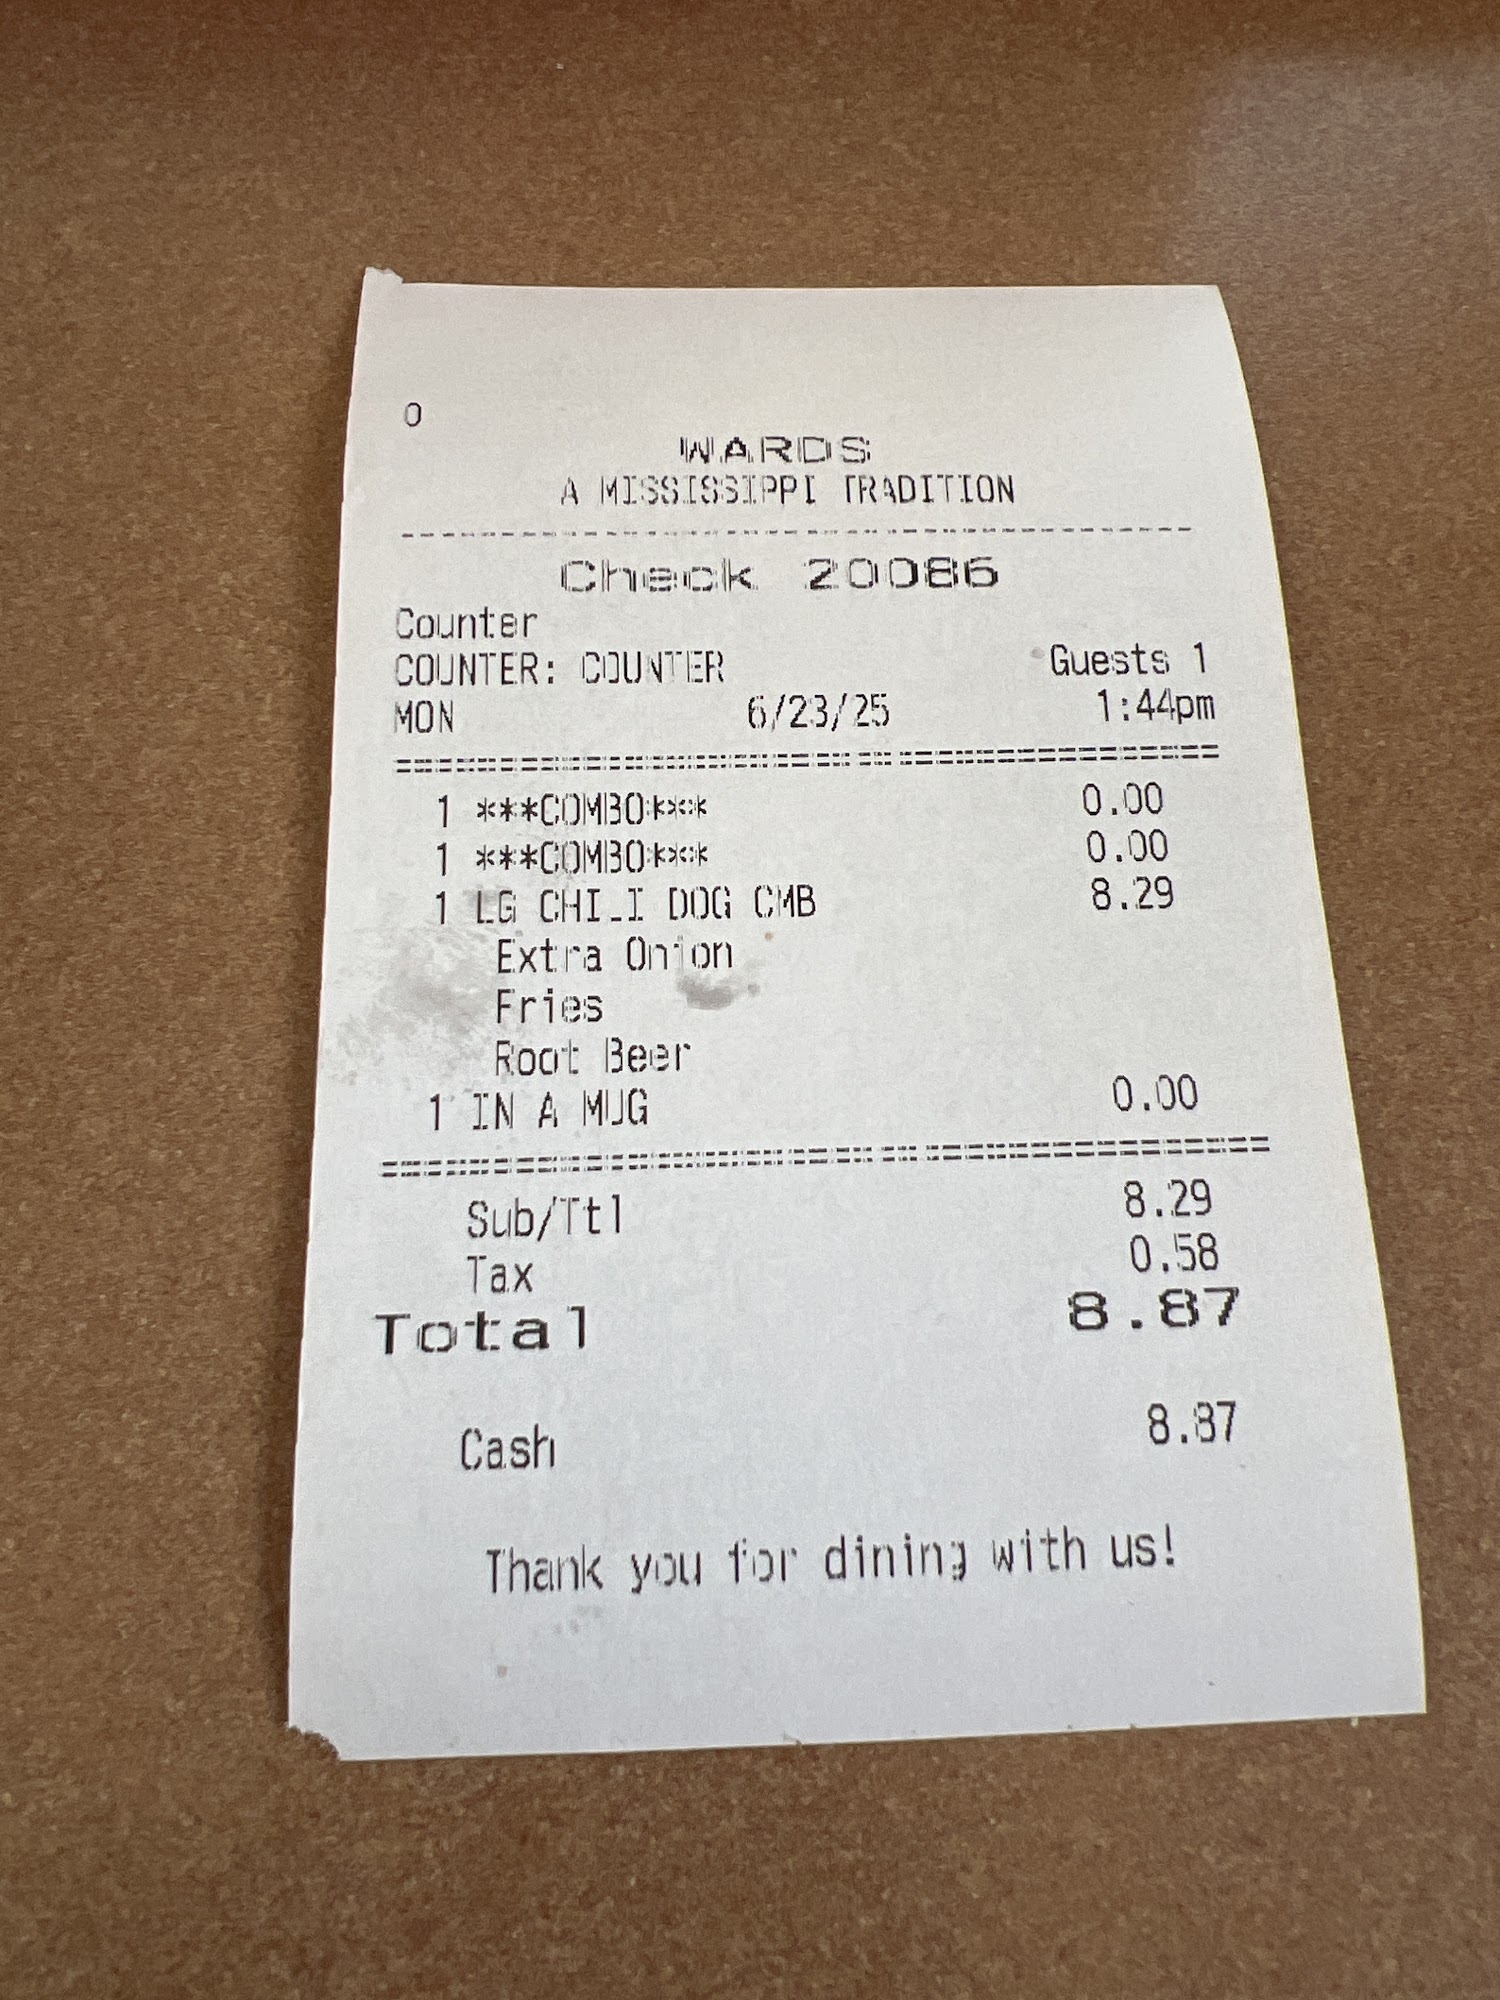 0
WARDS
A MISSISSIPPI TRADITION
Check 20086
Counter
COUNTER: COUNTER Guests 1
MON 6/23/25 1:44pm
1 ***COMBO*** 0.00
1 ***COMBO*** 0.00
1 LG CHILI DOG CMB 8.29
Extra Onion
Fries
Root Beer
1 IN A MUG 0.00
Sub/Ttl 8.29
Tax 0.58
Total 8.87
Cash 8.87
Thank you for dining with us!